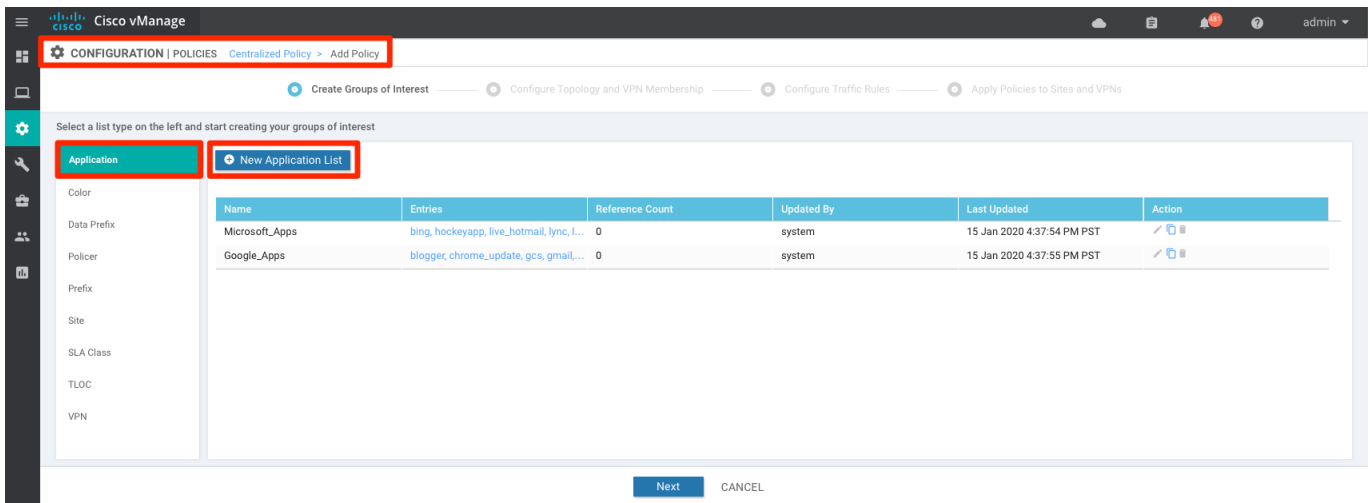 cisco Cisco vManage 481 admin
CONFIGURATION | POLICIES Centralized Policy > Add Policy
Create Groups of Interest Configure Topology and VPN Membership Configure Traffic Rules Apply Policies to Sites and VPNs
Select a list type on the left and start creating your groups of interest
Application
Color
Data Prefix
Policer
Prefix
Site
SLA Class
TLOC
VPN
New Application List
Name Entries Reference Count Updated By Last Updated Action
Microsoft_Apps bing, hockeyapp, live_hotmail, lync, l... 0 system 15 Jan 2020 4:37:54 PM PST
Google_Apps blogger, chrome_update, gcs, gmail,... 0 system 15 Jan 2020 4:37:55 PM PST
Next CANCEL